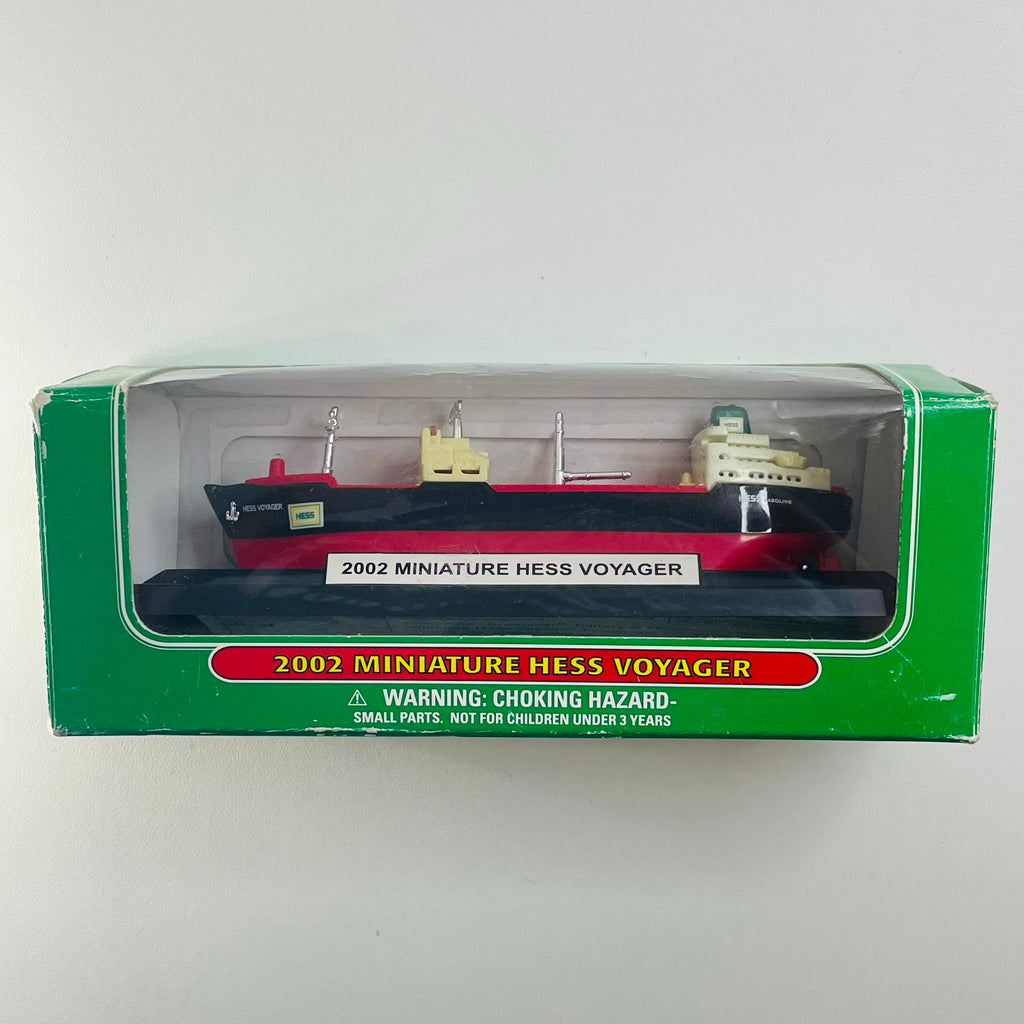 HESS
HESS VOYAGER
HESS
HESS GASOLINE
2002 MINIATURE HESS VOYAGER
2002 MINIATURE HESS VOYAGER
⚠ WARNING: CHOKING HAZARD-
SMALL PARTS. NOT FOR CHILDREN UNDER 3 YEARS